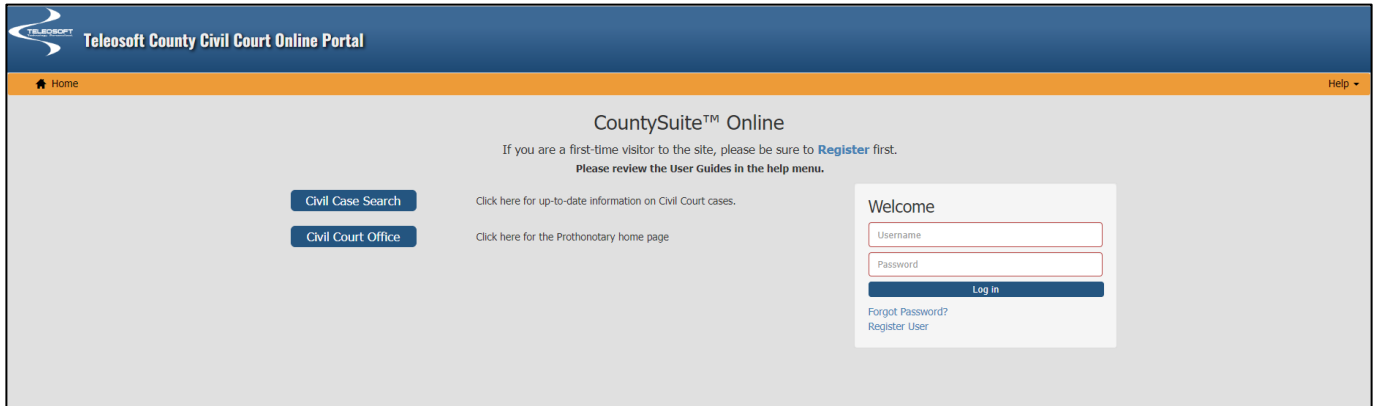 TELEOSOFT
Teleosoft County Civil Court Online Portal
Home
Help
CountySuite™ Online
If you are a first-time visitor to the site, please be sure to Register first.
Please review the User Guides in the help menu.
Civil Case Search
Click here for up-to-date information on Civil Court cases.
Civil Court Office
Click here for the Prothonotary home page
Welcome
Username
Password
Log in
Forgot Password?
Register User